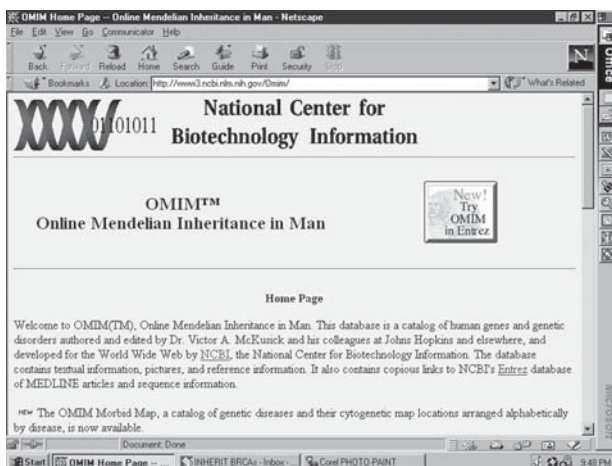 OMIM Home Page -- Online Mendelian Inheritance in Man - Netscape
File Edit View Go Communicator Help
Back Forward Reload Home Search Guide Print Security Stop
N
Bookmarks Location: http://www3.ncbi.nlm.nih.gov/Omim/ What's Related
Office
01101011
National Center for
Biotechnology Information
OMIM™
Online Mendelian Inheritance in Man
New!
Try
OMIM
in Entrez
Home Page
Welcome to OMIM(TM), Online Mendelian Inheritance in Man. This database is a catalog of human genes and genetic
disorders authored and edited by Dr. Victor A. McKusick and his colleagues at Johns Hopkins and elsewhere, and
developed for the World Wide Web by NCBI, the National Center for Biotechnology Information. The database
contains textual information, pictures, and reference information. It also contains copious links to NCBI's Entrez database
of MEDLINE articles and sequence information.
NEW The OMIM Morbid Map, a catalog of genetic diseases and their cytogenetic map locations arranged alphabetically
by disease, is now available.
Microsoft
Document: Done
Start OMIM Home Page -- ... INHERIT BRCAs - Inbox - ... Corel PHOTO-PAINT 9:48 PM